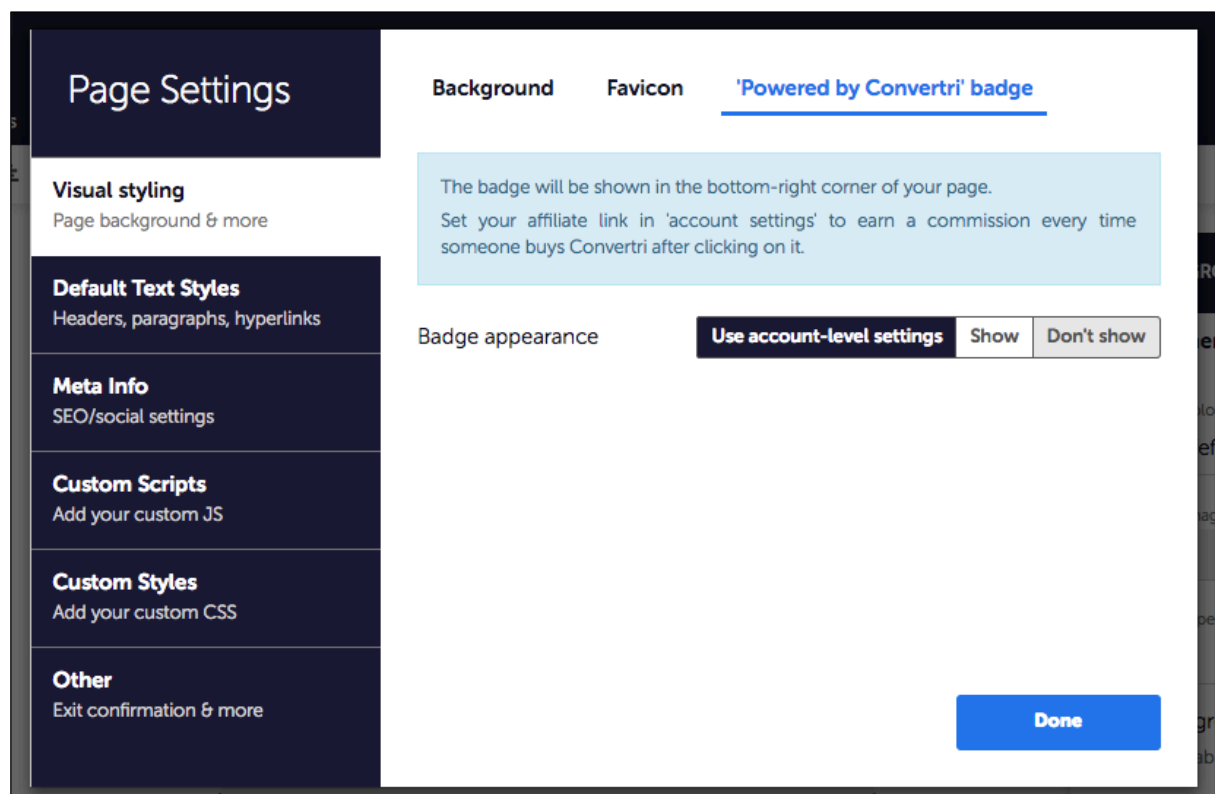 Page Settings
Background
Favicon
'Powered by Convertri' badge
Visual styling
Page background & more
Default Text Styles
Headers, paragraphs, hyperlinks
Meta Info
SEO/social settings
Custom Scripts
Add your custom JS
Custom Styles
Add your custom CSS
Other
Exit confirmation & more
The badge will be shown in the bottom-right corner of your page.
Set your affiliate link in 'account settings' to earn a commission every time
someone buys Convertri after clicking on it.
Badge appearance
Use account-level settings
Show
Don't show
Done